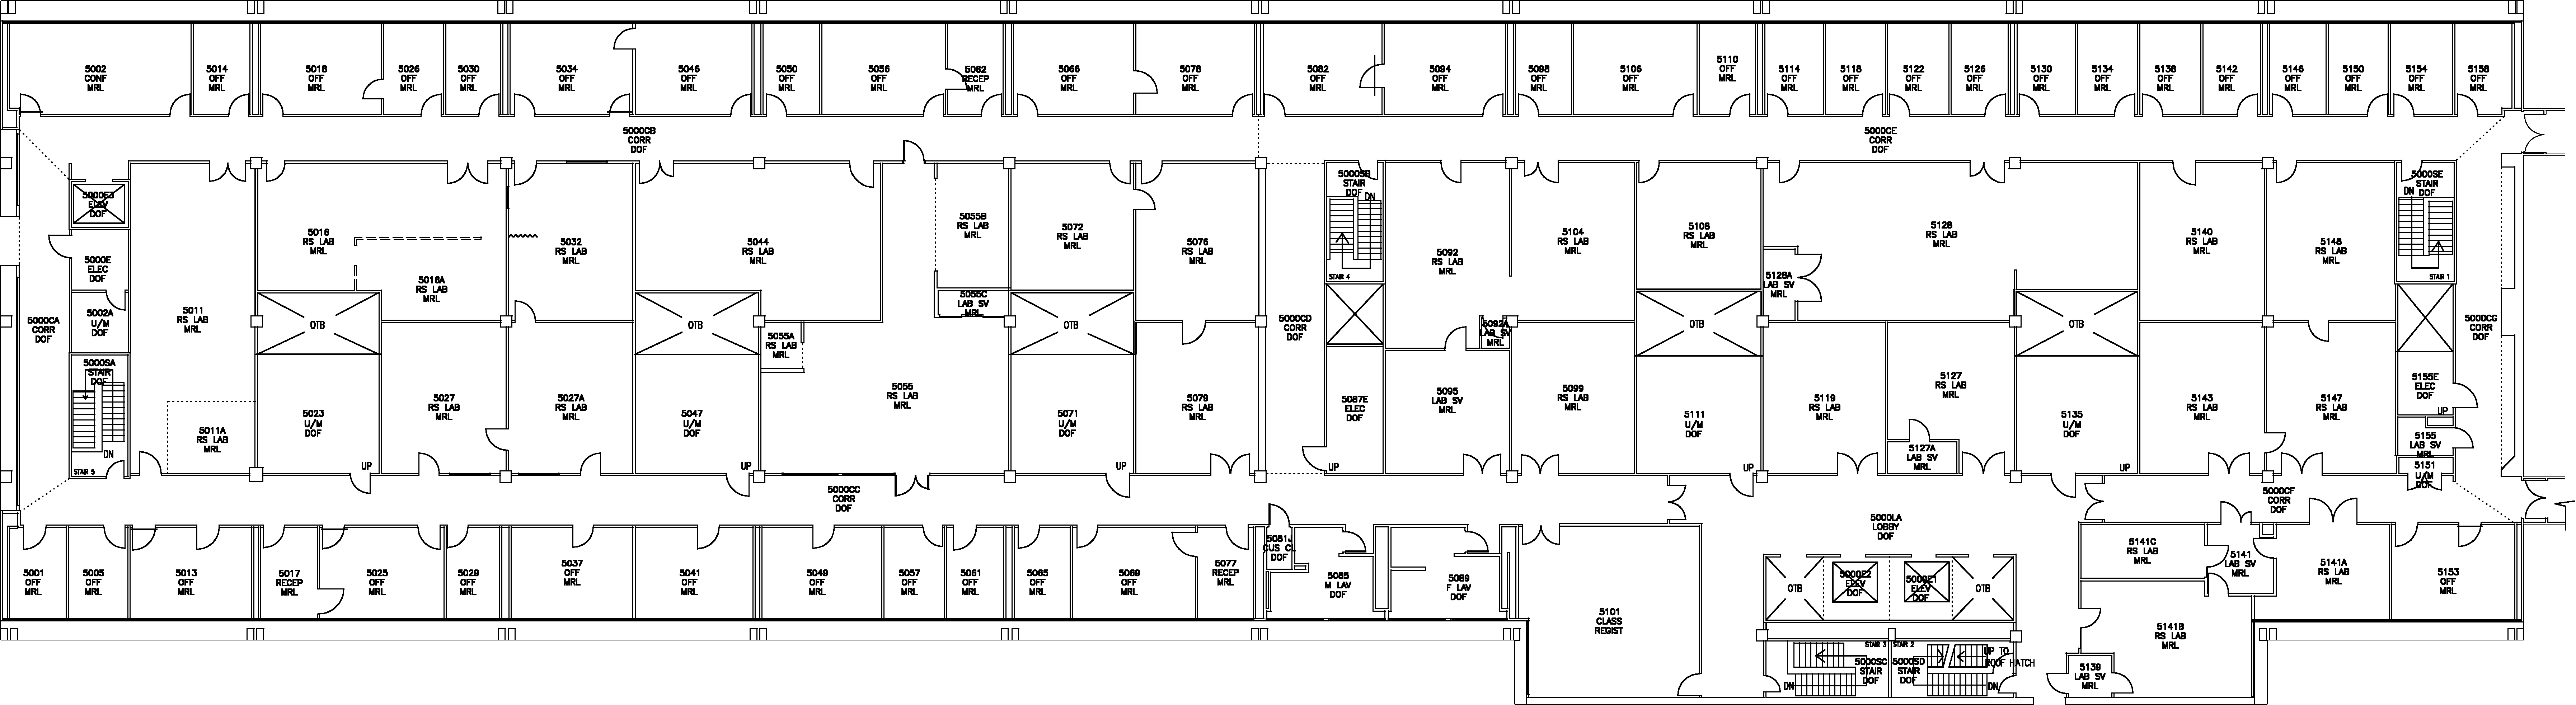 5002
CONF
MRL
5014
OFF
MRL
5018
OFF
MRL
5026
OFF
MRL
5030
OFF
MRL
5034
OFF
MRL
5046
OFF
MRL
5050
OFF
MRL
5056
OFF
MRL
5062
RECEP
MRL
5066
OFF
MRL
5078
OFF
MRL
5082
OFF
MRL
5094
OFF
MRL
5098
OFF
MRL
5106
OFF
MRL
5110
OFF
MRL
5114
OFF
MRL
5118
OFF
MRL
5122
OFF
MRL
5126
OFF
MRL
5130
OFF
MRL
5134
OFF
MRL
5138
OFF
MRL
5142
OFF
MRL
5146
OFF
MRL
5150
OFF
MRL
5154
OFF
MRL
5158
OFF
MRL
5000CB
CORR
DOF
5000CE
CORR
DOF
5000E3
ELEV
DOF
5000E
ELEC
DOF
5002A
U/M
DOF
5000CA
CORR
DOF
5000SA
STAIR
DOF
DN
STAIR 5
5011
RS LAB
MRL
5011A
RS LAB
MRL
5016
RS LAB
MRL
5016A
RS LAB
MRL
OTB
5023
U/M
DOF
UP
5027
RS LAB
MRL
5032
RS LAB
MRL
5027A
RS LAB
MRL
5044
RS LAB
MRL
OTB
5047
U/M
DOF
UP
5055A
RS LAB
MRL
5055
RS LAB
MRL
5055B
RS LAB
MRL
5055C
LAB SV
MRL
5072
RS LAB
MRL
OTB
5071
U/M
DOF
UP
5076
RS LAB
MRL
5079
RS LAB
MRL
5000CD
CORR
DOF
5000SB
STAIR
DOF
DN
STAIR 4
5087E
ELEC
DOF
UP
5092
RS LAB
MRL
5092A
LAB SV
MRL
5095
LAB SV
MRL
5104
RS LAB
MRL
5099
RS LAB
MRL
5108
RS LAB
MRL
OTB
5111
U/M
DOF
UP
5128
RS LAB
MRL
5128A
LAB SV
MRL
5119
RS LAB
MRL
5127
RS LAB
MRL
5127A
LAB SV
MRL
OTB
5135
U/M
DOF
UP
5140
RS LAB
MRL
5143
RS LAB
MRL
5148
RS LAB
MRL
5147
RS LAB
MRL
5000SE
STAIR
DOF
DN
STAIR 1
5155E
ELEC
DOF
UP
5155
LAB SV
MRL
5151
U/M
DOF
5000CG
CORR
DOF
5000CC
CORR
DOF
5000LA
LOBBY
DOF
5000CF
CORR
DOF
5001
OFF
MRL
5005
OFF
MRL
5013
OFF
MRL
5017
RECEP
MRL
5025
OFF
MRL
5029
OFF
MRL
5037
OFF
MRL
5041
OFF
MRL
5049
OFF
MRL
5057
OFF
MRL
5061
OFF
MRL
5065
OFF
MRL
5069
OFF
MRL
5077
RECEP
MRL
5081J
CUS CL
DOF
5085
M LAV
DOF
5089
F LAV
DOF
5101
CLASS
REGIST
OTB
5000E2
ELEV
DOF
5000E1
ELEV
DOF
OTB
STAIR 3
STAIR 2
5000SC
STAIR
DOF
DN
5000SD
STAIR
DOF
DN
UP TO
ROOF HATCH
5141C
RS LAB
MRL
5141
LAB SV
MRL
5141A
RS LAB
MRL
5153
OFF
MRL
5141B
RS LAB
MRL
5139
LAB SV
MRL